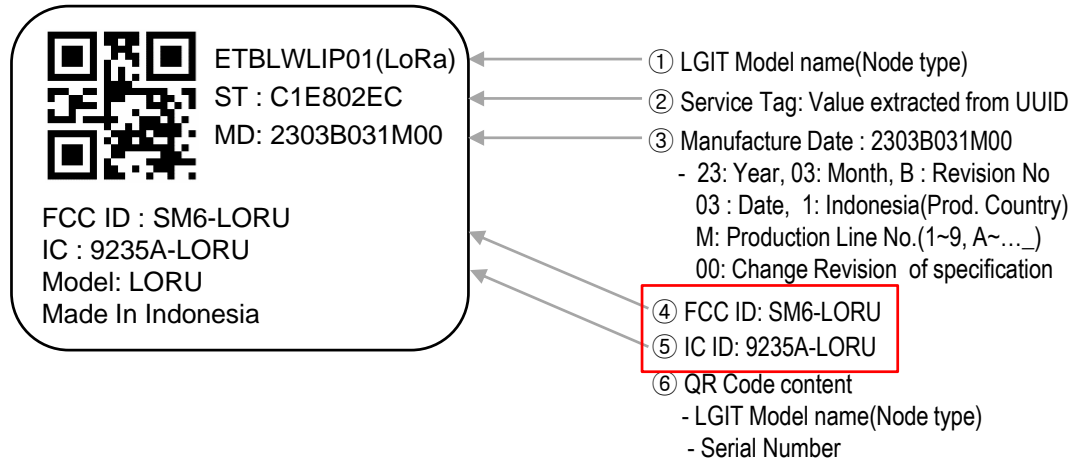 ETBLWLIP01(LoRa)
ST : C1E802EC
MD: 2303B031M00
FCC ID : SM6-LORU
IC : 9235A-LORU
Model: LORU
Made In Indonesia
① LGIT Model name(Node type)
② Service Tag: Value extracted from UUID
③ Manufacture Date : 2303B031M00
- 23: Year, 03: Month, B : Revision No
03 : Date, 1: Indonesia(Prod. Country)
M: Production Line No.(1~9, A~…_)
00: Change Revision of specification
④ FCC ID: SM6-LORU
⑤ IC ID: 9235A-LORU
⑥ QR Code content
- LGIT Model name(Node type)
- Serial Number